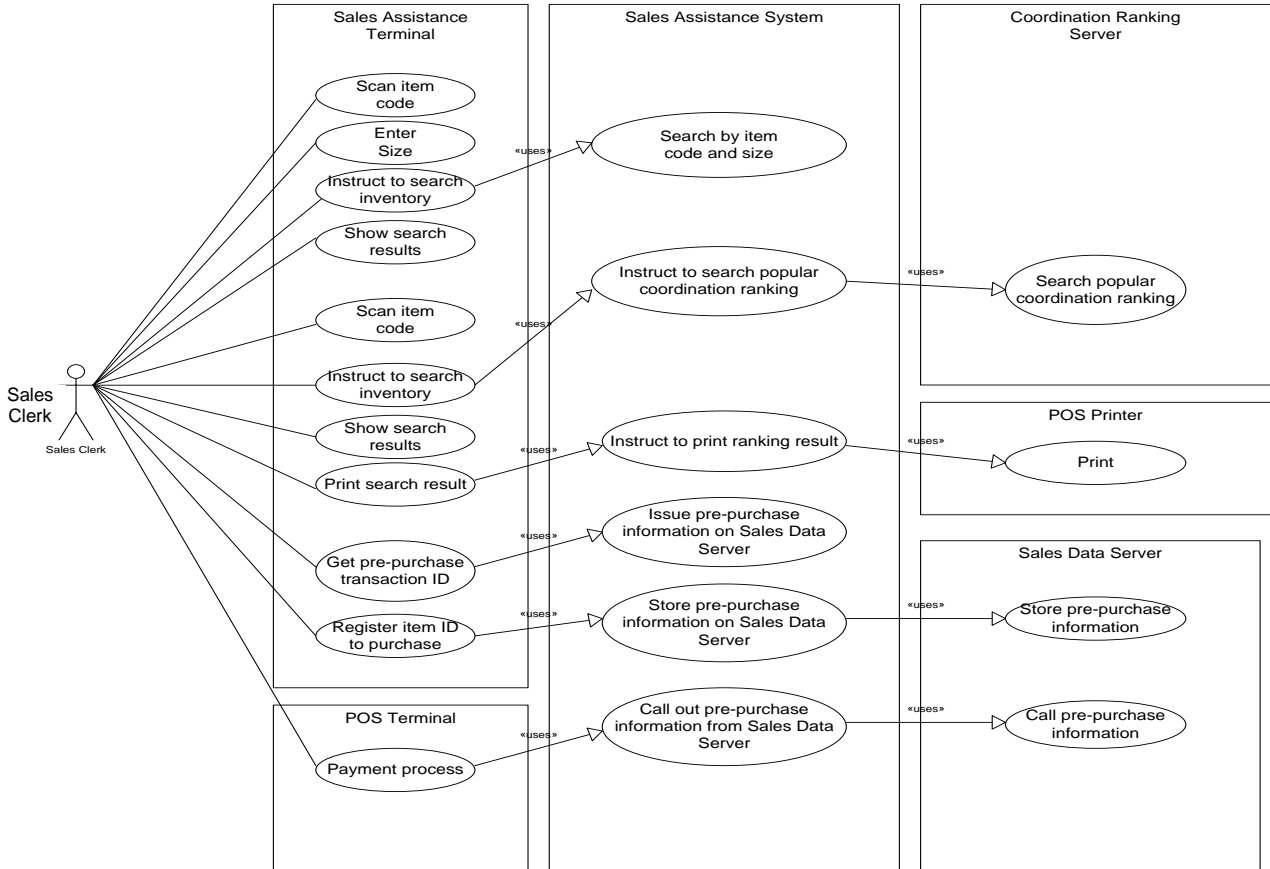 Sales Assistance
Terminal
Scan item
code
Enter
Size
Instruct to search
inventory
Show search
results
Scan item
code
Instruct to search
inventory
Show search
results
Print search result
Get pre-purchase
transaction ID
Register item ID
to purchase
POS Terminal
Payment process
Sales
Clerk
Sales Clerk
«uses»
«uses»
«uses»
«uses»
«uses»
«uses»
Sales Assistance System
Search by item
code and size
Instruct to search popular
coordination ranking
Instruct to print ranking result
Issue pre-purchase
information on Sales Data
Server
Store pre-purchase
information on Sales Data
Server
Call out pre-purchase
information from Sales Data
Server
«uses»
«uses»
«uses»
«uses»
Coordination Ranking
Server
Search popular
coordination ranking
POS Printer
Print
Sales Data Server
Store pre-purchase
information
Call pre-purchase
information